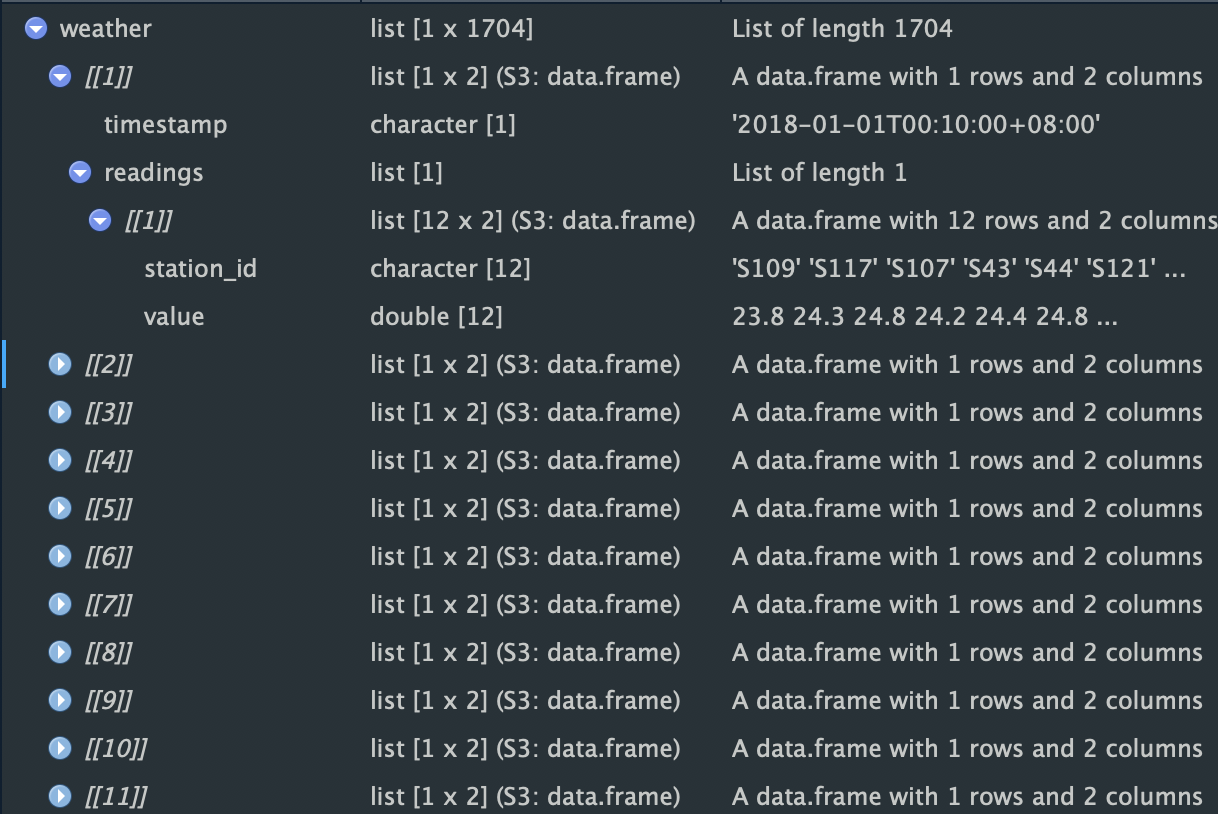 weather list [1 x 1704] List of length 1704
[[1]] list [1 x 2] (S3: data.frame) A data.frame with 1 rows and 2 columns
timestamp character [1] '2018-01-01T00:10:00+08:00'
readings list [1] List of length 1
[[1]] list [12 x 2] (S3: data.frame) A data.frame with 12 rows and 2 columns
station_id character [12] 'S109' 'S117' 'S107' 'S43' 'S44' 'S121' ...
value double [12] 23.8 24.3 24.8 24.2 24.4 24.8 ...
[[2]] list [1 x 2] (S3: data.frame) A data.frame with 1 rows and 2 columns
[[3]] list [1 x 2] (S3: data.frame) A data.frame with 1 rows and 2 columns
[[4]] list [1 x 2] (S3: data.frame) A data.frame with 1 rows and 2 columns
[[5]] list [1 x 2] (S3: data.frame) A data.frame with 1 rows and 2 columns
[[6]] list [1 x 2] (S3: data.frame) A data.frame with 1 rows and 2 columns
[[7]] list [1 x 2] (S3: data.frame) A data.frame with 1 rows and 2 columns
[[8]] list [1 x 2] (S3: data.frame) A data.frame with 1 rows and 2 columns
[[9]] list [1 x 2] (S3: data.frame) A data.frame with 1 rows and 2 columns
[[10]] list [1 x 2] (S3: data.frame) A data.frame with 1 rows and 2 columns
[[11]] list [1 x 2] (S3: data.frame) A data.frame with 1 rows and 2 columns